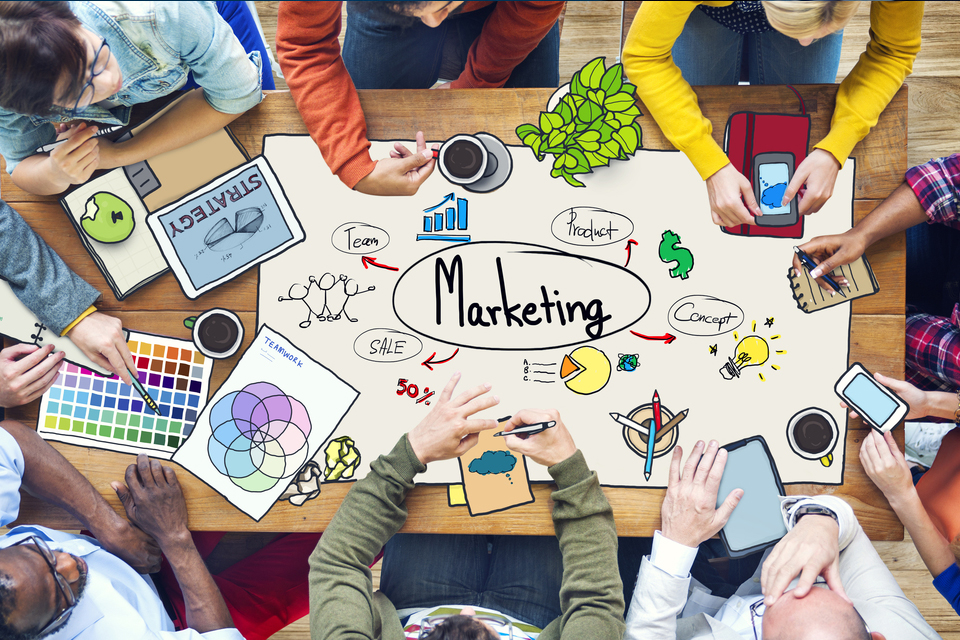 STRATEGY
Team
Product
$
Marketing
Concept
SALE
50%
A.
B.
C.
TEAMWORK